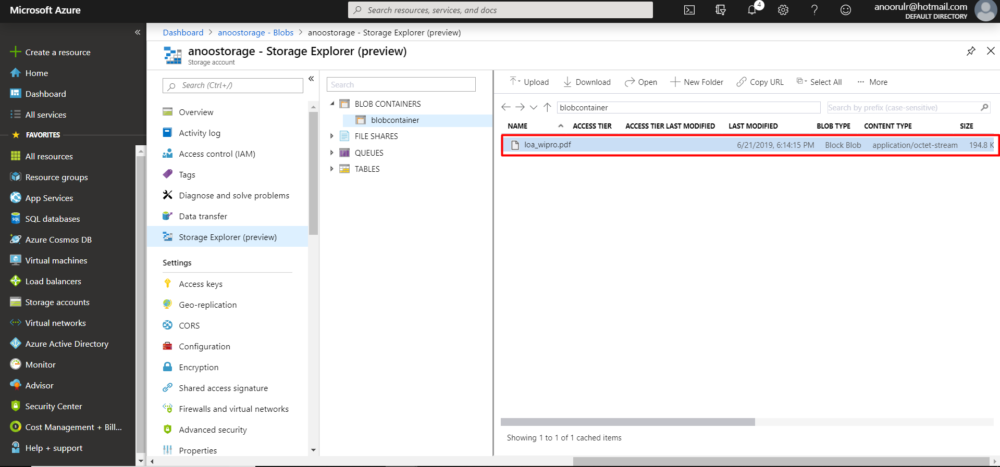 Microsoft Azure
Search resources, services, and docs
4
anoorulr@hotmail.com
DEFAULT DIRECTORY
«
Create a resource
Home
Dashboard
All services
FAVORITES
All resources
Resource groups
App Services
SQL databases
Azure Cosmos DB
Virtual machines
Load balancers
Storage accounts
Virtual networks
Azure Active Directory
Monitor
Advisor
Security Center
Cost Management + Bill...
Help + support
Dashboard > anoostorage - Blobs > anoostorage - Storage Explorer (preview)
anoostorage - Storage Explorer (preview)
Storage account
Search (Ctrl+/)
«
Overview
Activity log
Access control (IAM)
Tags
Diagnose and solve problems
Data transfer
Storage Explorer (preview)
Settings
Access keys
Geo-replication
CORS
Configuration
Encryption
Shared access signature
Firewalls and virtual networks
Advanced security
Properties
Search
BLOB CONTAINERS
blobcontainer
FILE SHARES
QUEUES
TABLES
Upload Download Open New Folder Copy URL Select All ... More
blobcontainer Search by prefix (case-sensitive)
NAME ACCESS TIER ACCESS TIER LAST MODIFIED LAST MODIFIED BLOB TYPE CONTENT TYPE SIZE
loa_wipro.pdf 6/21/2019, 6:14:15 PM Block Blob application/octet-stream 194.8 K
Showing 1 to 1 of 1 cached items